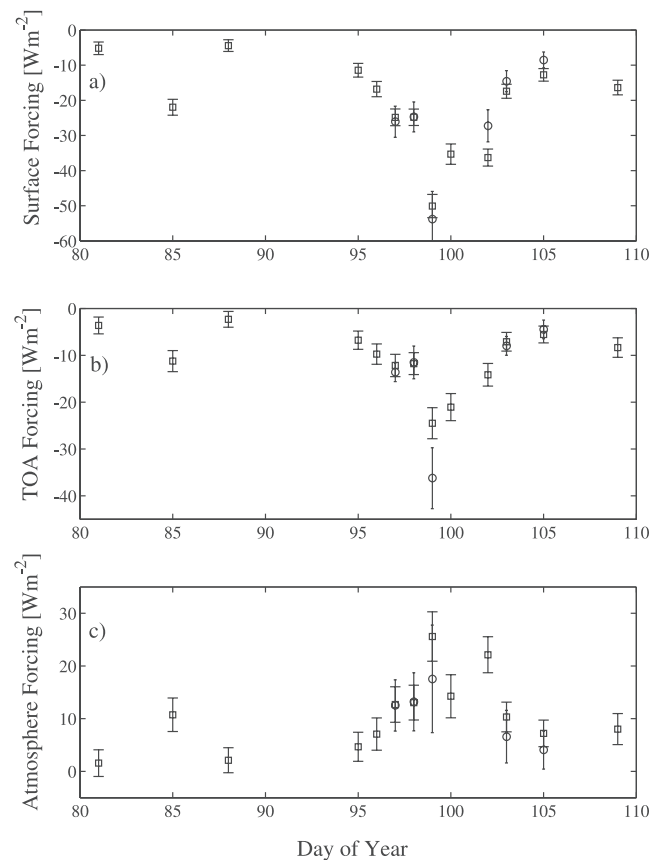 0
-10
-20
-30
-40
-50
-60
Surface Forcing [Wm-2]
a)
80 85 90 95 100 105 110
0
-10
-20
-30
-40
TOA Forcing [Wm-2]
b)
80 85 90 95 100 105 110
30
20
10
0
Atmosphere Forcing [Wm-2]
c)
80 85 90 95 100 105 110
Day of Year